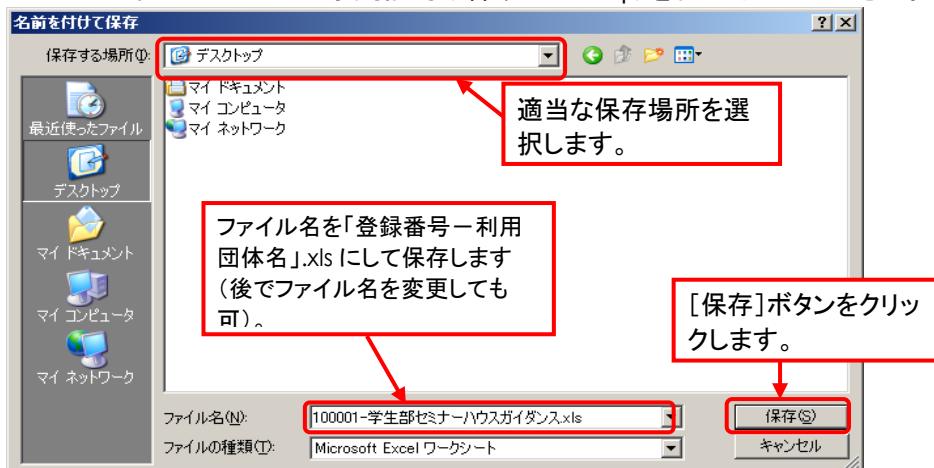 名前を付けて保存
保存する場所(I):
デスクトップ
マイ ドキュメント
マイ コンピュータ
マイ ネットワーク
適当な保存場所を選
択します。
最近使ったファイル
デスクトップ
マイ ドキュメント
マイ コンピュータ
マイ ネットワーク
ファイル名を「登録番号－利用
団体名」.xls にして保存します
（後でファイル名を変更しても
可）。
［保存］ボタンをクリッ
クします。
ファイル名(N):
100001-学生部セミナーハウスガイダンス.xls
保存(S)
ファイルの種類(T):
Microsoft Excel ワークシート
キャンセル